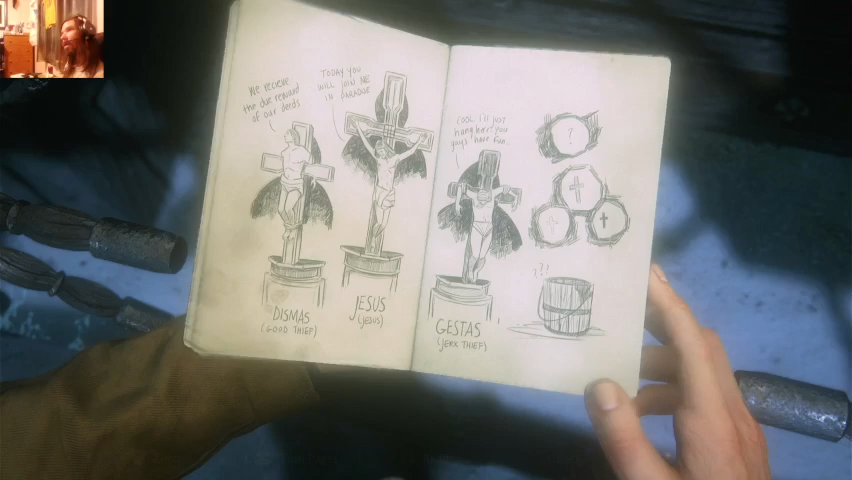 We receive
the due reward
of our deeds
TODAY YOU
WILL JOIN ME
IN PARADISE
COOL I'll just
hang here. You
guys have fun.
?
DISMAS
(GOOD THIEF)
JESUS
(JESUS)
GESTAS
(JERK THIEF)
???